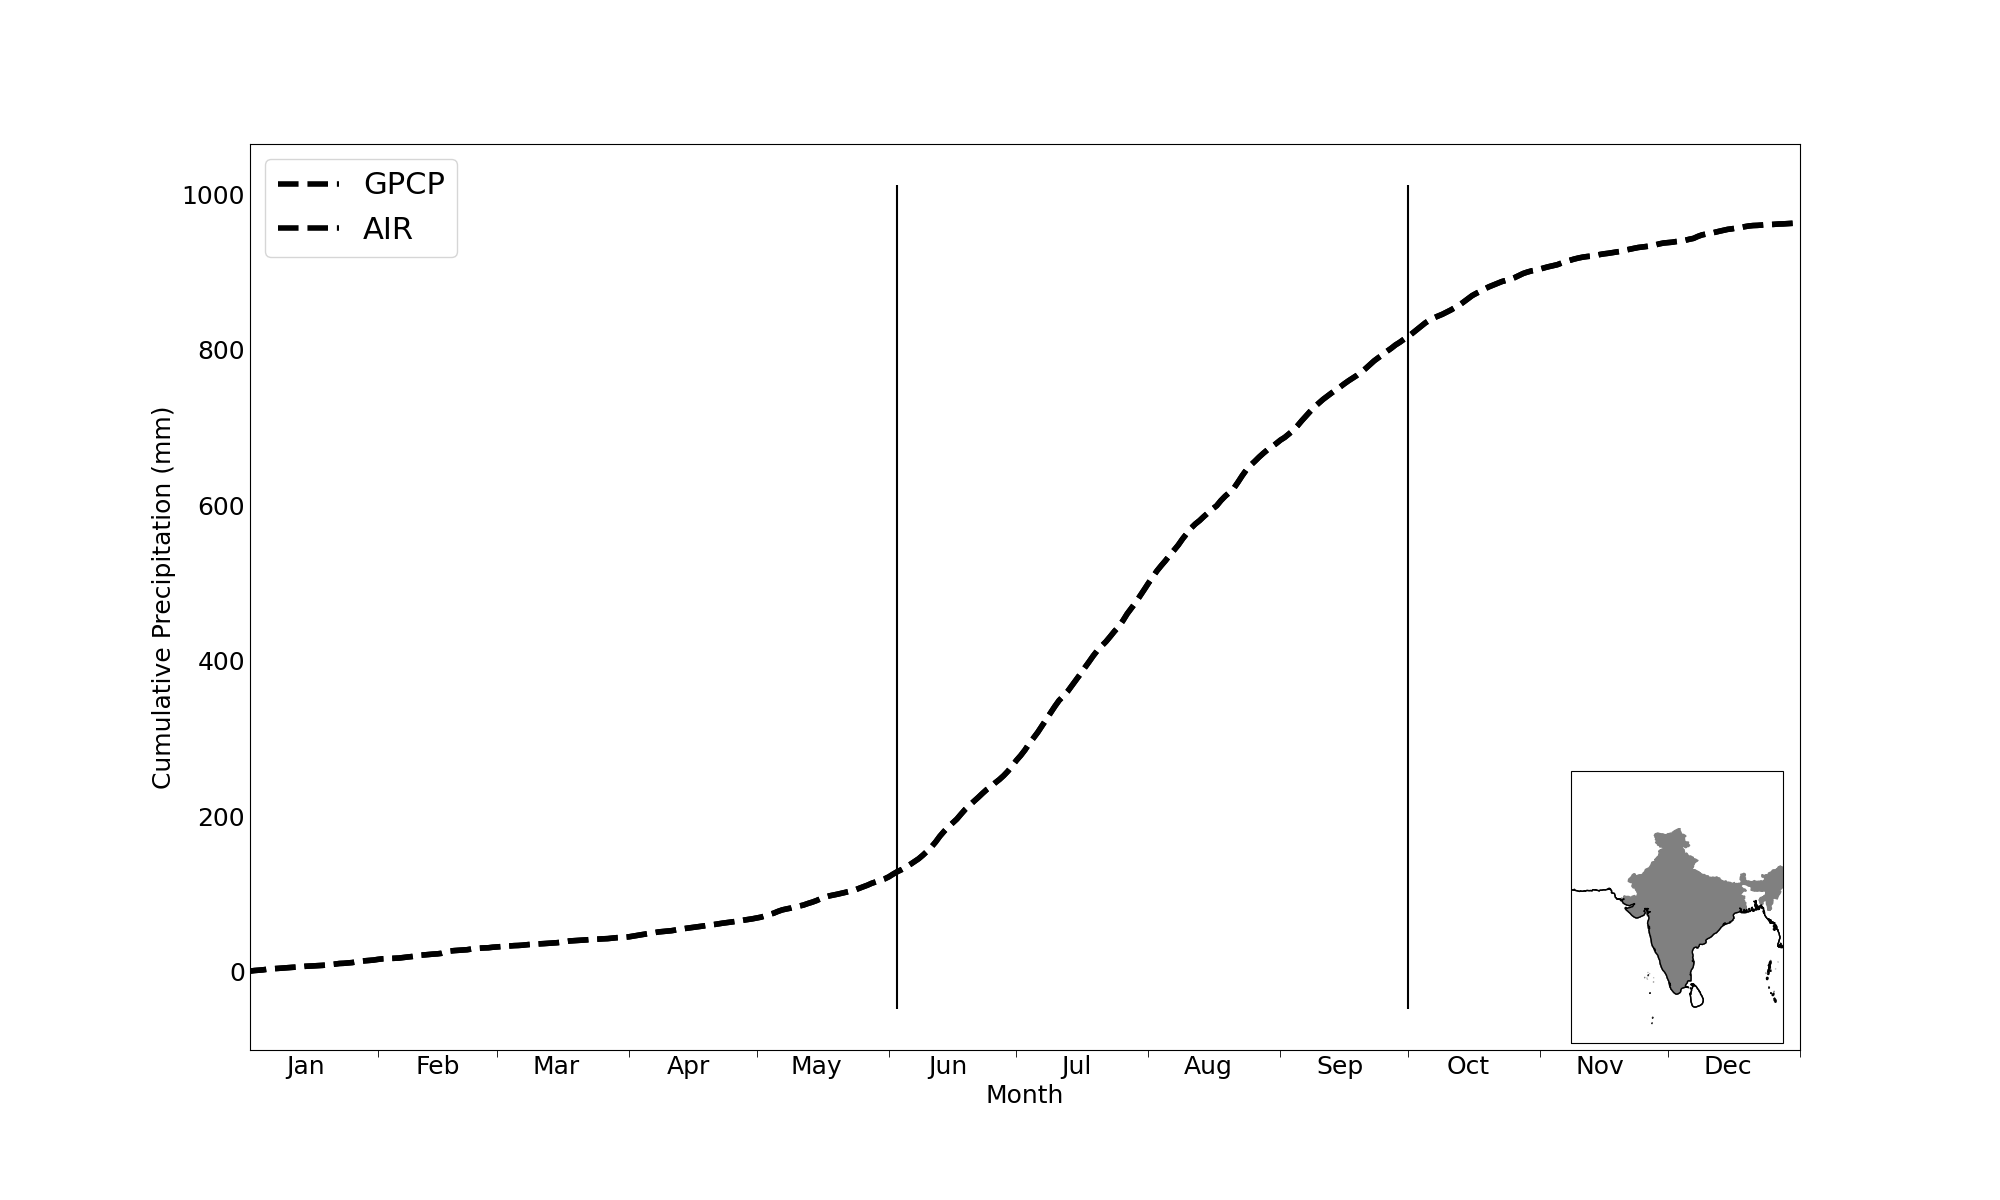 GPCP
AIR
1000
800
600
400
200
0
Cumulative Precipitation (mm)
Jan Feb Mar Apr May Jun Jul Aug Sep Oct Nov Dec
Month